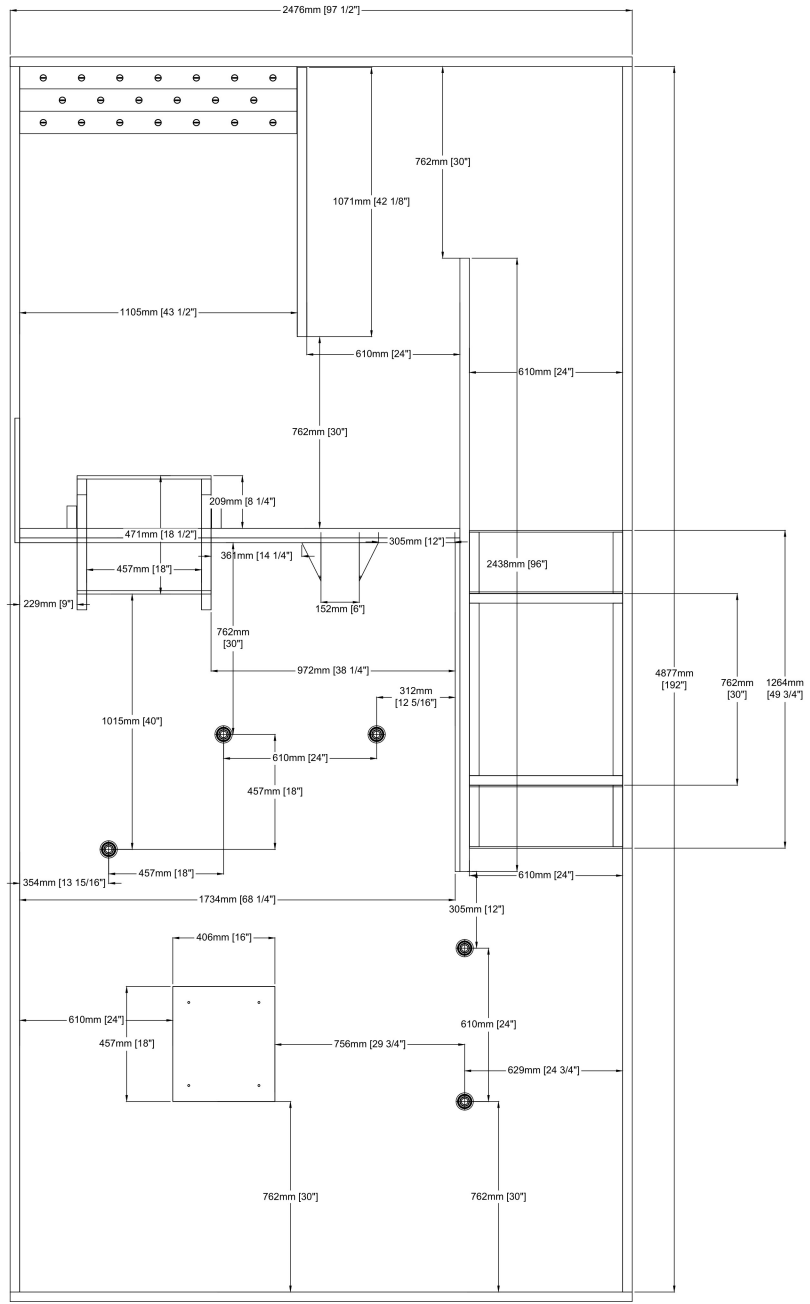 2476mm [97 1/2"]
762mm [30"]
1071mm [42 1/8"]
1105mm [43 1/2"]
610mm [24"]
610mm [24"]
762mm [30"]
209mm [8 1/4"]
471mm [18 1/2"]
305mm [12"]
361mm [14 1/4"]
2438mm [96"]
457mm [18"]
229mm [9"]
152mm [6"]
762mm
[30"]
972mm [38 1/4"]
4877mm
[192"]
762mm
[30"]
1264mm
[49 3/4"]
312mm
[12 5/16"]
1015mm [40"]
610mm [24"]
457mm [18"]
457mm [18"]
354mm [13 15/16"]
610mm [24"]
1734mm [68 1/4"]
305mm [12"]
406mm [16"]
610mm [24"]
610mm [24"]
457mm [18"]
756mm [29 3/4"]
629mm [24 3/4"]
762mm [30"]
762mm [30"]